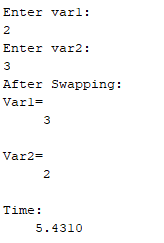 Enter var1:
2
Enter var2:
3
After Swapping:
Var1=
3
Var2=
2
Time:
5.4310